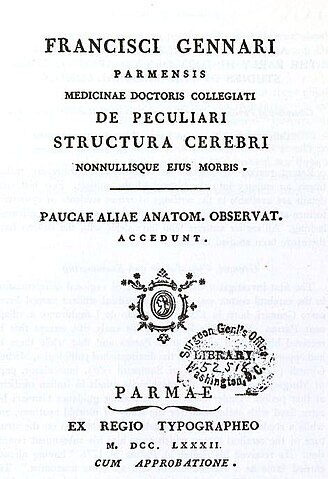 FRANCISCI GENNARI
PARMENSIS
MEDICINAE DOCTORIS COLLEGIATI
DE PECULIARI
STRUCTURA CEREBRI
NONNULLISQUE EJUS MORBIS.
PAUCAE ALIAE ANATOM. OBSERVAT.
ACCEDUNT.
Surgeon Genl's Office
LIBRARY
Washington, D.C.
PARMAE
EX REGIO TYPOGRAPHEO
M. DCC. LXXXII.
CUM APPROBATIONE.